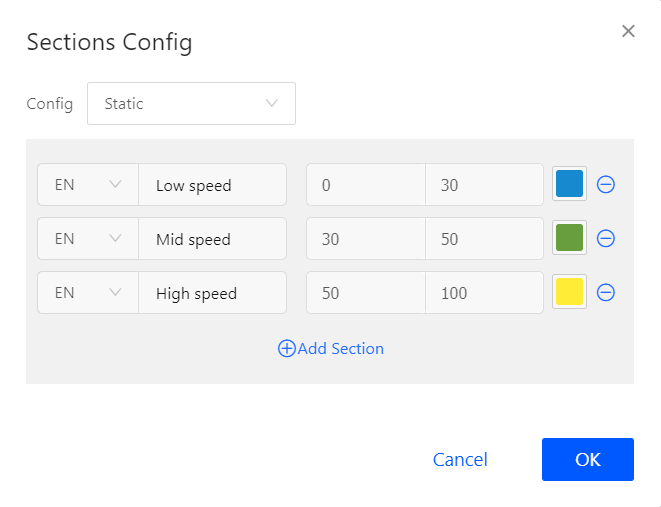 Sections Config
Config Static
EN Low speed 0 30
EN Mid speed 30 50
EN High speed 50 100
Add Section
Cancel OK